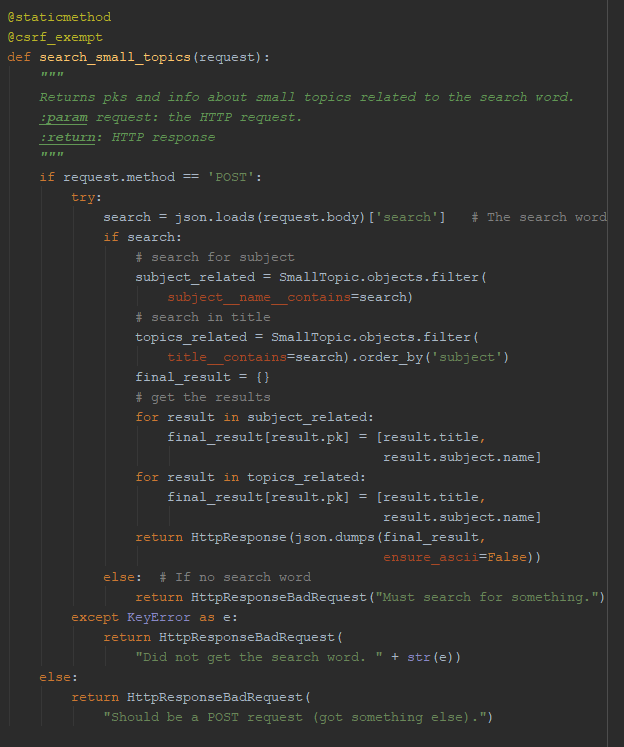 @staticmethod
@csrf_exempt
def search_small_topics(request):
    """
    Returns pks and info about small topics related to the search word.
    :param request: the HTTP request.
    :return: HTTP response
    """
    if request.method == 'POST':
        try:
            search = json.loads(request.body)['search']   # The search word
            if search:
                # search for subject
                subject_related = SmallTopic.objects.filter(
                    subject__name__contains=search)
                # search in title
                topics_related = SmallTopic.objects.filter(
                    title__contains=search).order_by('subject')
                final_result = {}
                # get the results
                for result in subject_related:
                    final_result[result.pk] = [result.title,
                                               result.subject.name]
                for result in topics_related:
                    final_result[result.pk] = [result.title,
                                               result.subject.name]
                return HttpResponse(json.dumps(final_result,
                                               ensure_ascii=False))
            else:  # If no search word
                return HttpResponseBadRequest("Must search for something.")
        except KeyError as e:
            return HttpResponseBadRequest(
                "Did not get the search word. " + str(e))
    else:
        return HttpResponseBadRequest(
            "Should be a POST request (got something else).")